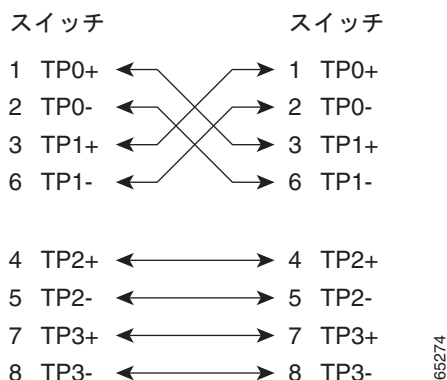 スイッチ スイッチ
1 TP0+ 1 TP0+
2 TP0- 2 TP0-
3 TP1+ 3 TP1+
6 TP1- 6 TP1-
4 TP2+ 4 TP2+
5 TP2- 5 TP2-
7 TP3+ 7 TP3+
8 TP3- 8 TP3-
65274